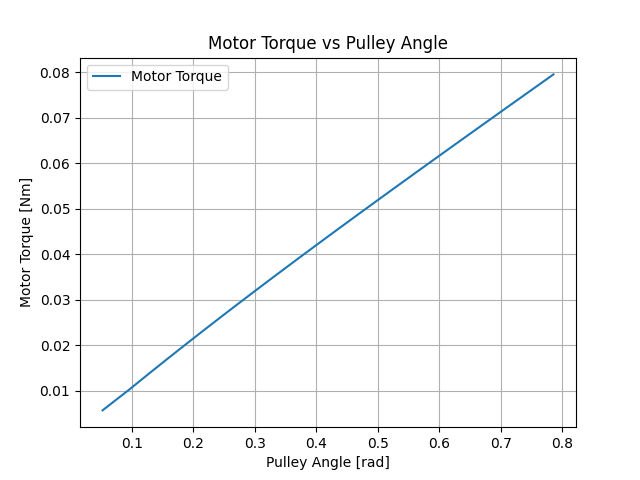 Motor Torque vs Pulley Angle
Motor Torque
0.08
0.07
0.06
0.05
0.04
0.03
0.02
0.01
Motor Torque [Nm]
0.1 0.2 0.3 0.4 0.5 0.6 0.7 0.8
Pulley Angle [rad]